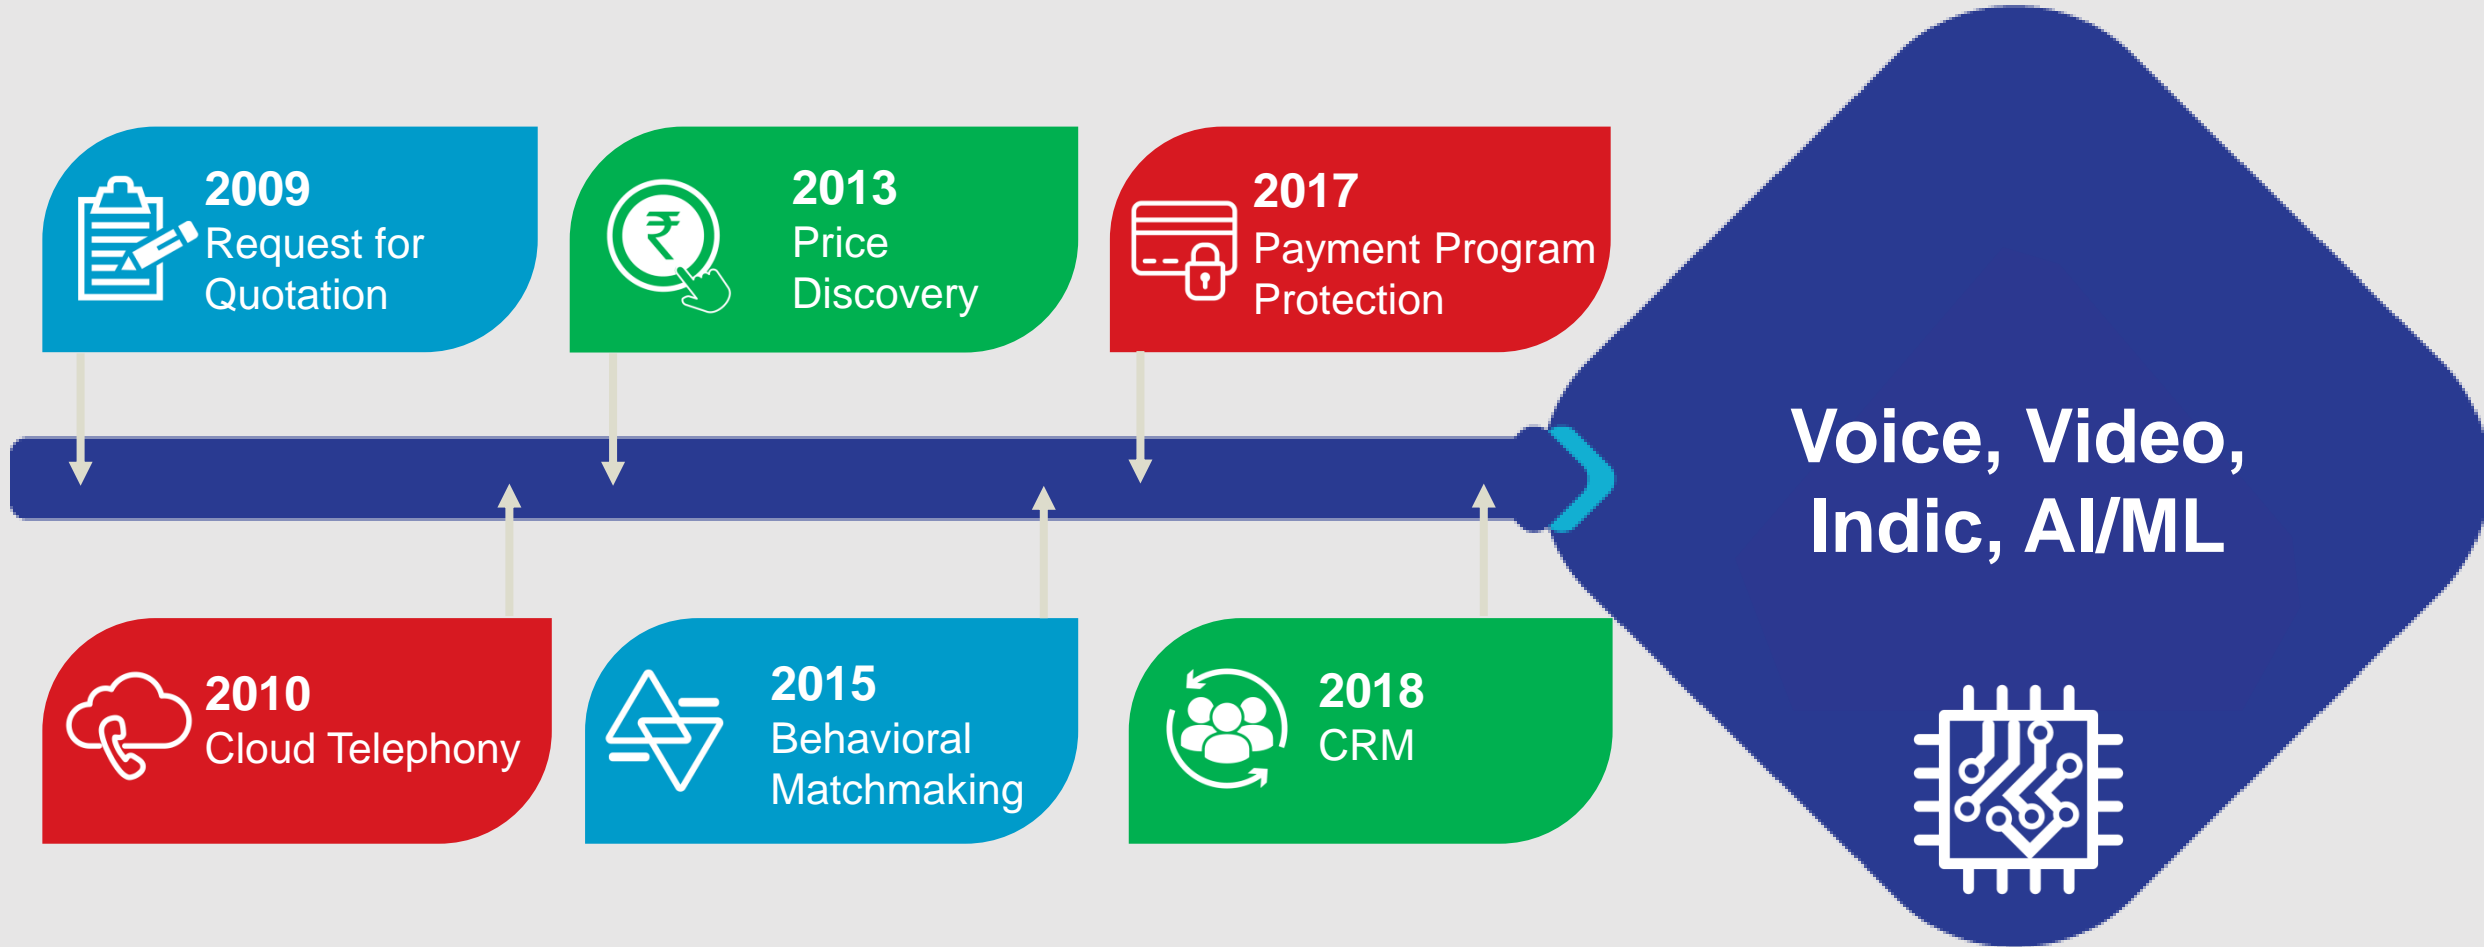 2009
Request for
Quotation
2013
Price
Discovery
2017
Payment Program
Protection
2010
Cloud Telephony
2015
Behavioral
Matchmaking
2018
CRM
Voice, Video,
Indic, AI/ML
₹